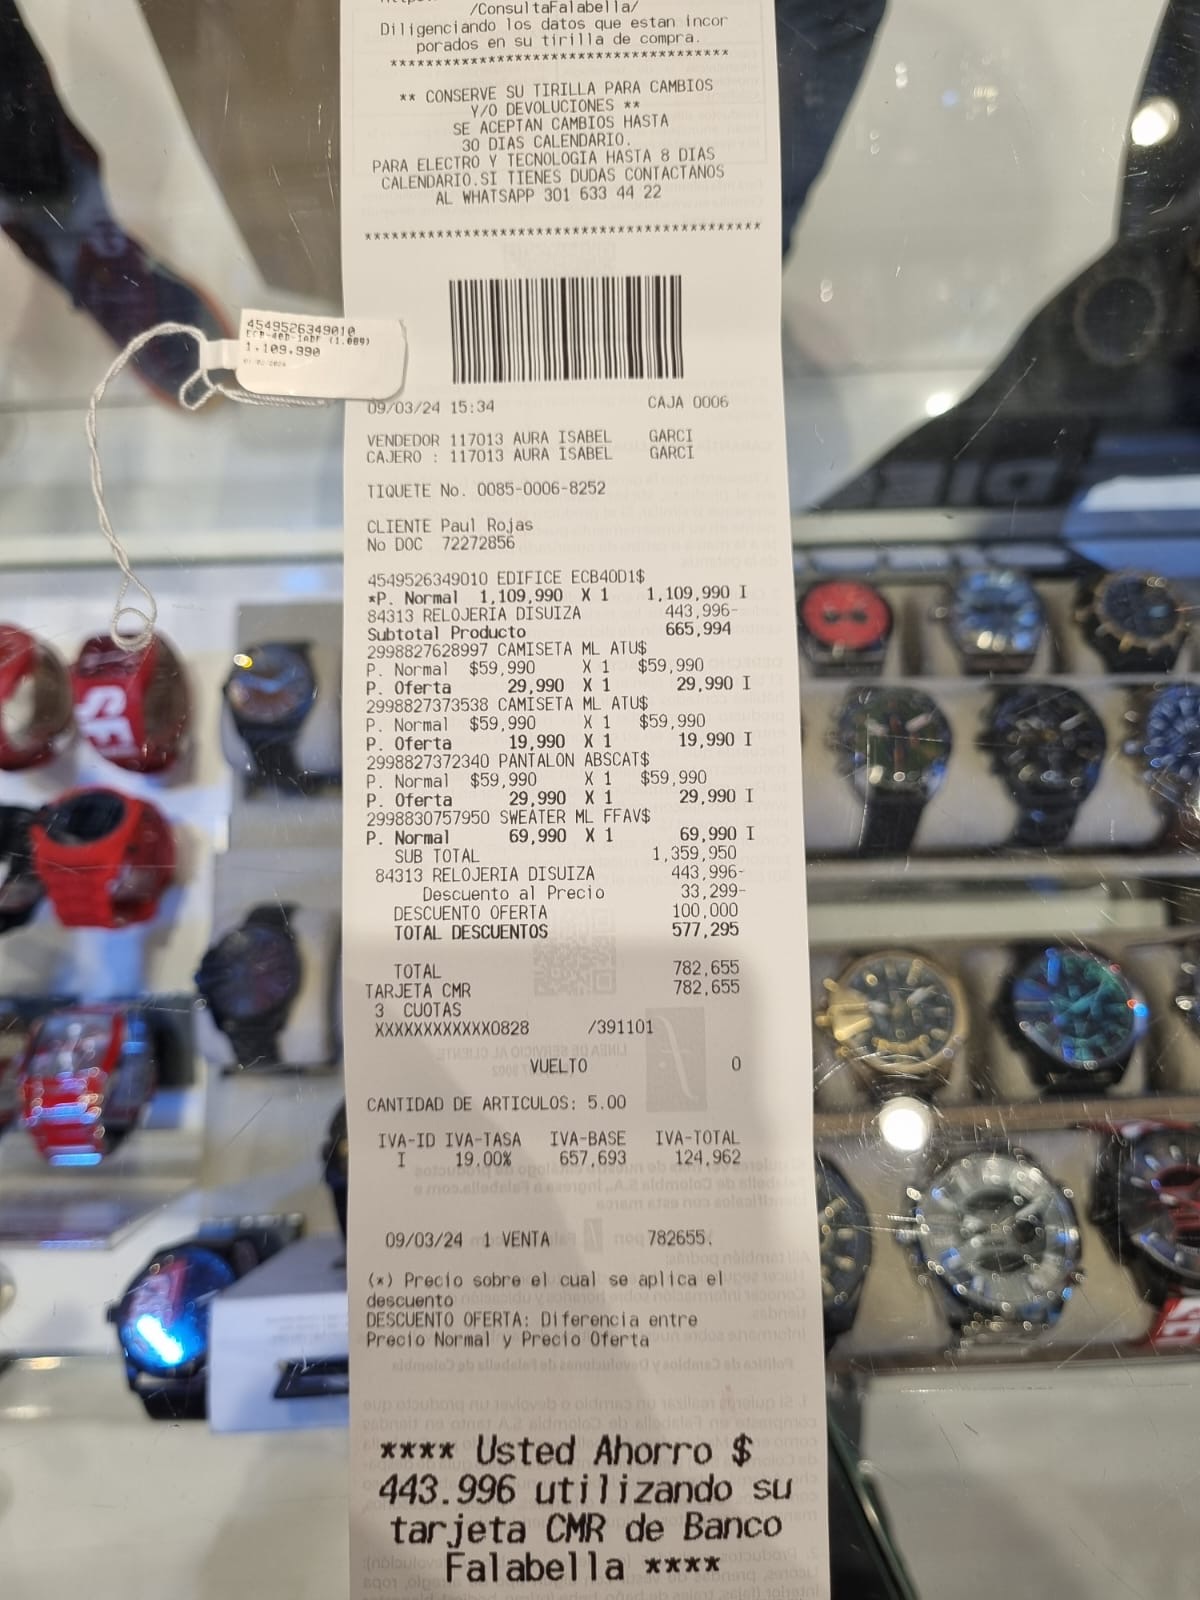 /ConsultaFalabella/
Diligenciando los datos que estan incor
porados en su tirilla de compra.
**************************************
** CONSERVE SU TIRILLA PARA CAMBIOS
Y/O DEVOLUCIONES **
SE ACEPTAN CAMBIOS HASTA
30 DIAS CALENDARIO.
PARA ELECTRO Y TECNOLOGIA HASTA 8 DIAS
CALENDARIO.SI TIENES DUDAS CONTACTANOS
AL WHATSAPP 301 633 44 22
****************************************
4549526349010
1.109.990
09/03/24 15:34 CAJA 0006
VENDEDOR 117013 AURA ISABEL GARCI
CAJERO : 117013 AURA ISABEL GARCI
TIQUETE No. 0085-0006-8252
CLIENTE Paul Rojas
No DOC 72272856
4549526349010 EDIFICE ECB40D1$
*P. Normal 1,109,990 X 1 1,109,990 I
84313 RELOJERIA DISUIZA 443,996-
Subtotal Producto 665,994
2998827628997 CAMISETA ML ATU$
P. Normal $59,990 X 1 $59,990
P. Oferta 29,990 X 1 29,990 I
2998827373538 CAMISETA ML ATU$
P. Normal $59,990 X 1 $59,990
P. Oferta 19,990 X 1 19,990 I
2998827372340 PANTALON ABSCAT$
P. Normal $59,990 X 1 $59,990
P. Oferta 29,990 X 1 29,990 I
2998830757950 SWEATER ML FFAV$
P. Normal 69,990 X 1 69,990 I
SUB TOTAL 1,359,950
84313 RELOJERIA DISUIZA 443,996-
Descuento al Precio 33,299-
DESCUENTO OFERTA 100,000
TOTAL DESCUENTOS 577,295
TOTAL 782,655
TARJETA CMR 782,655
3 CUOTAS
XXXXXXXXXXXX0828 /391101
VUELTO 0
CANTIDAD DE ARTICULOS: 5.00
IVA-ID IVA-TASA IVA-BASE IVA-TOTAL
I 19.00% 657,693 124,962
09/03/24 1 VENTA 782655.
(*) Precio sobre el cual se aplica el
descuento
DESCUENTO OFERTA: Diferencia entre
Precio Normal y Precio Oferta
**** Usted Ahorro $
443.996 utilizando su
tarjeta CMR de Banco
Falabella ****